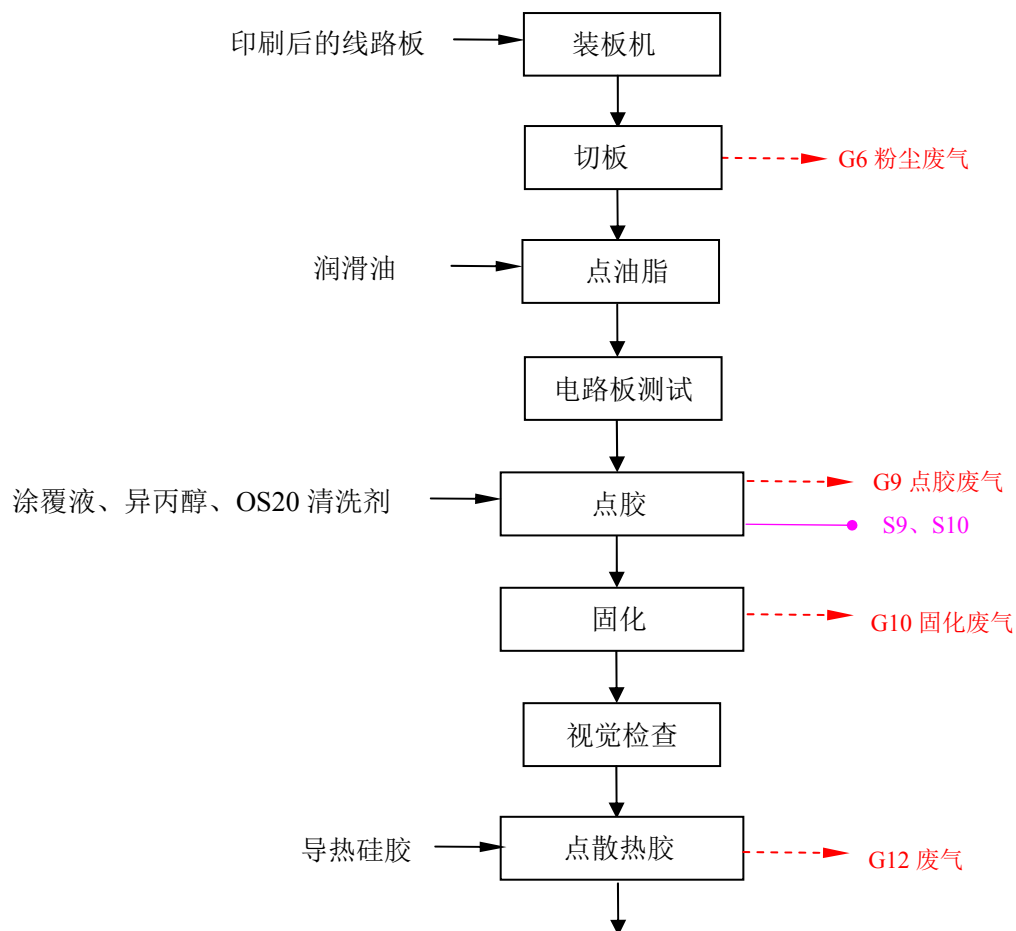 印刷后的线路板
装板机
切板
G6 粉尘废气
润滑油
点油脂
电路板测试
涂覆液、异丙醇、OS20 清洗剂
点胶
G9 点胶废气
S9、S10
固化
G10 固化废气
视觉检查
导热硅胶
点散热胶
G12 废气